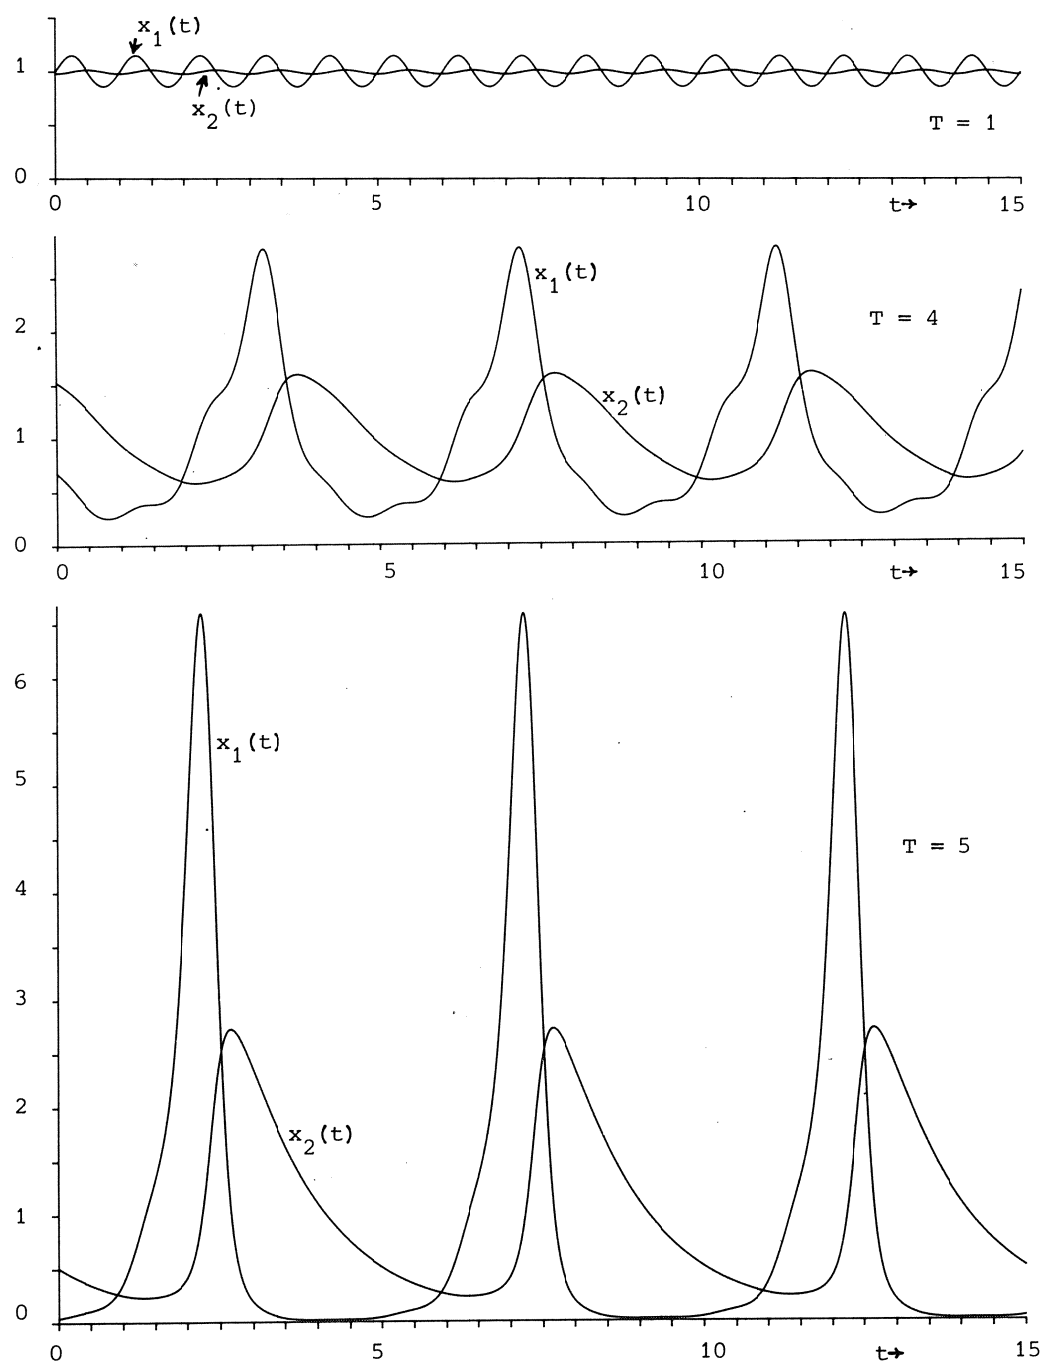 x1(t)
1
x2(t)
T = 1
0
0 5 10 t→ 15
x1(t)
2
T = 4
x2(t)
1
0
0 5 10 t→ 15
6
x1(t)
5
T = 5
4
3
2
x2(t)
1
0
0 5 10 t→ 15